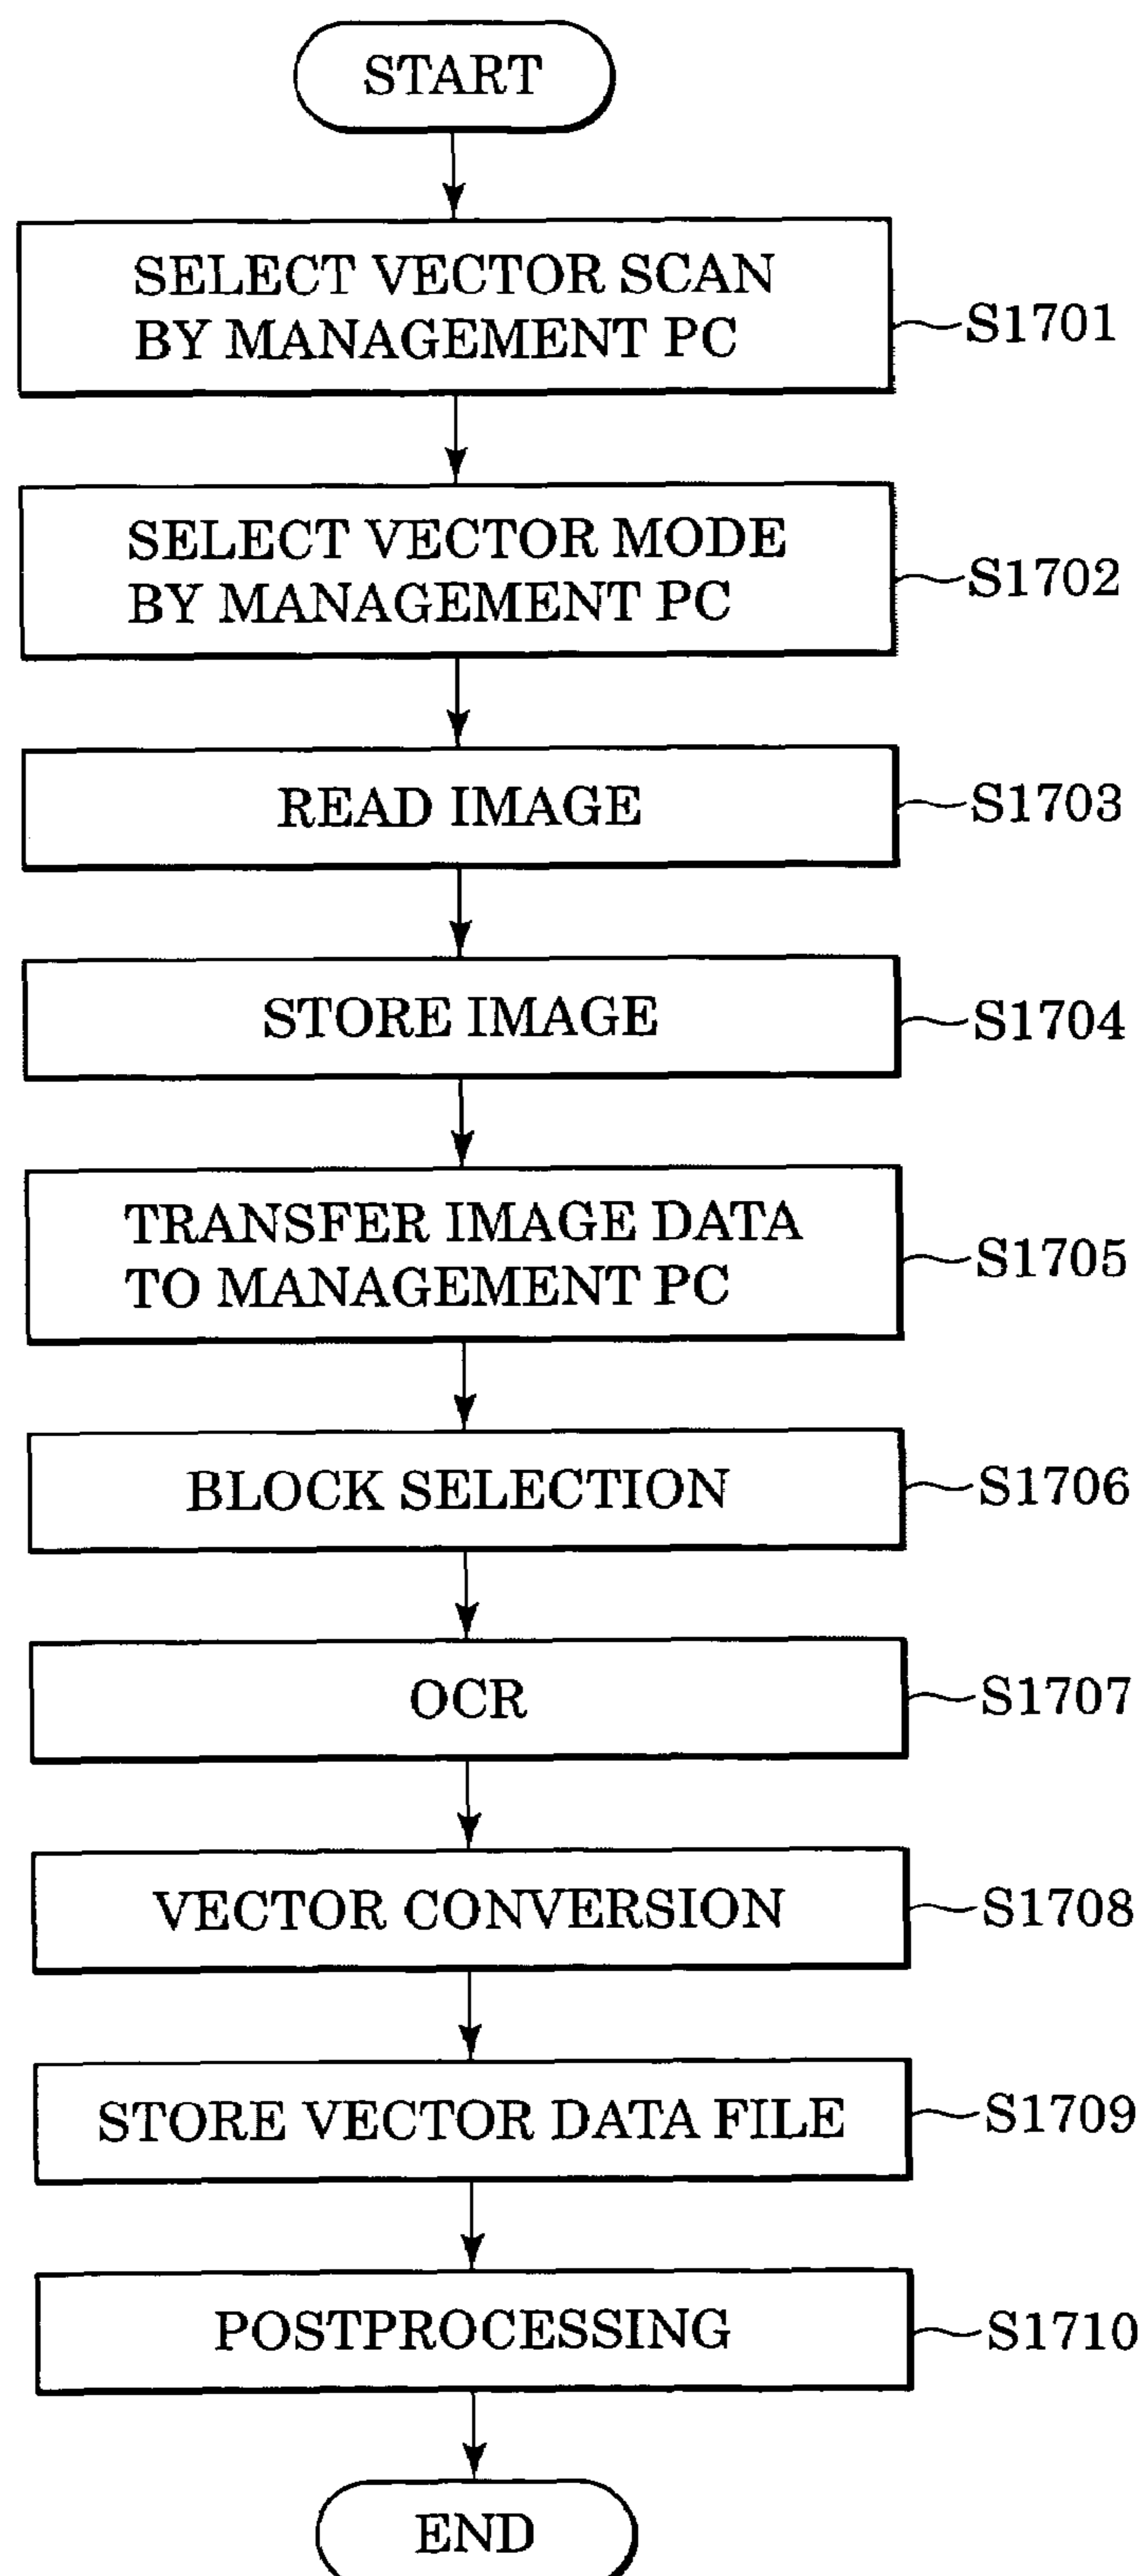 START
SELECT VECTOR SCAN
BY MANAGEMENT PC
S1701
SELECT VECTOR MODE
BY MANAGEMENT PC
S1702
READ IMAGE
S1703
STORE IMAGE
S1704
TRANSFER IMAGE DATA
TO MANAGEMENT PC
S1705
BLOCK SELECTION
S1706
OCR
S1707
VECTOR CONVERSION
S1708
STORE VECTOR DATA FILE
S1709
POSTPROCESSING
S1710
END